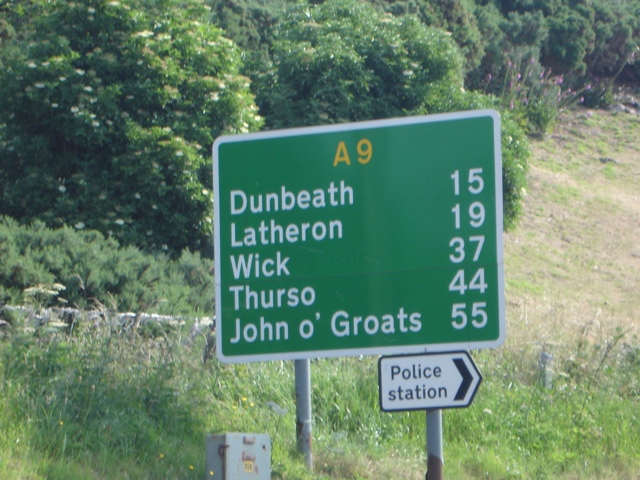 A9
Dunbeath 15
Latheron 19
Wick 37
Thurso 44
John o' Groats 55
Police
station